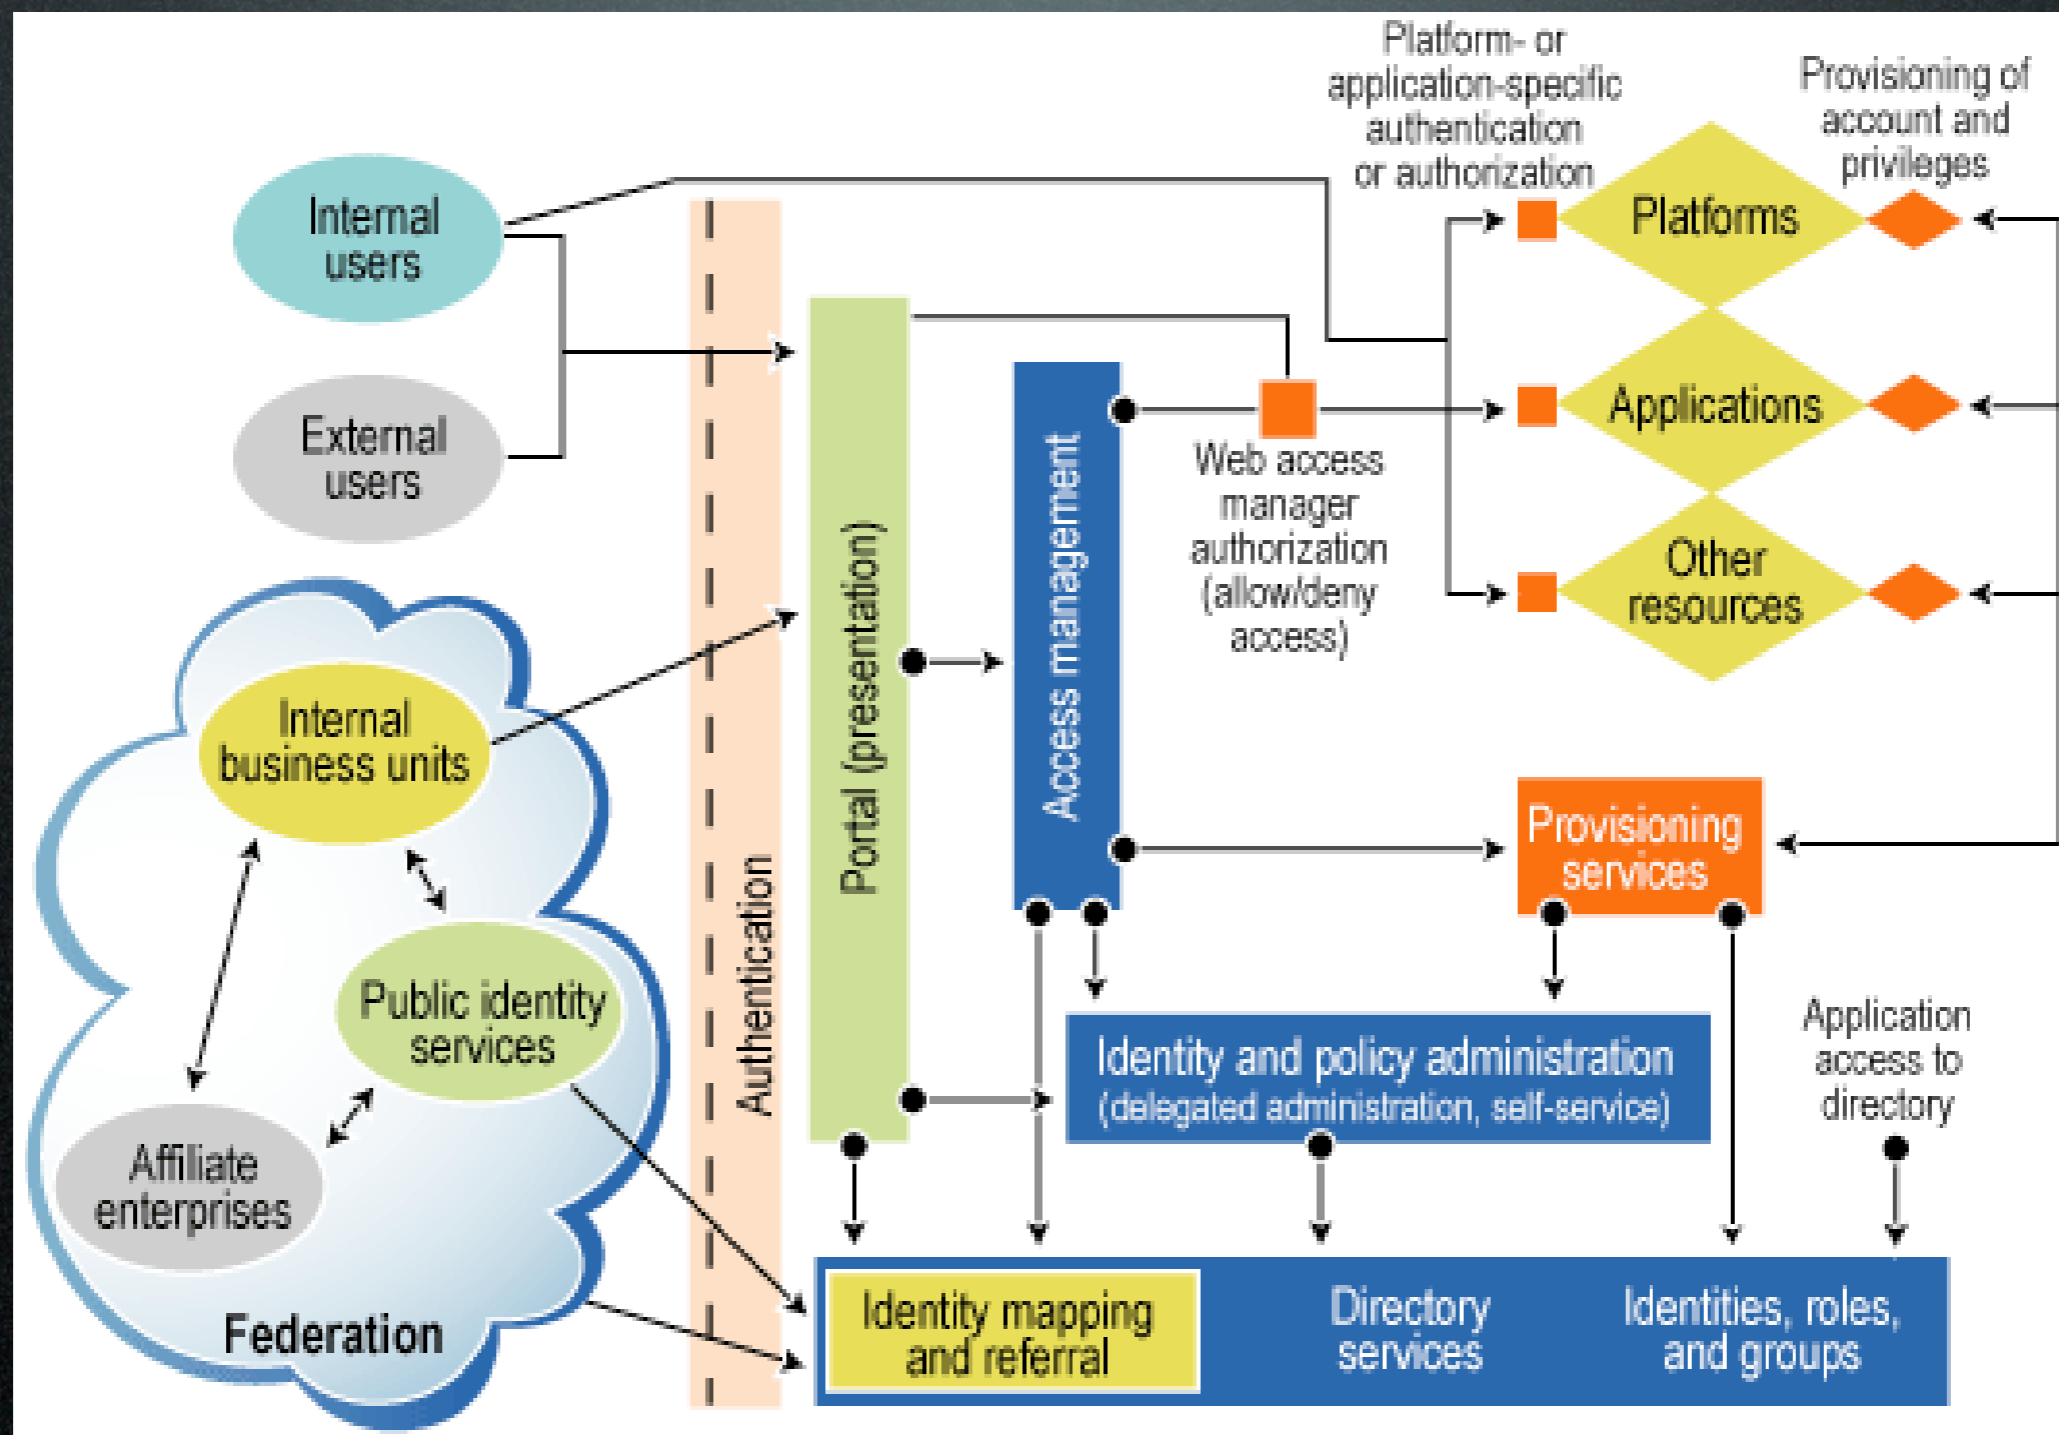 Platform- or
application-specific
authentication
or authorization
Provisioning of
account and
privileges
Internal
users
Platforms
External
users
Applications
Web access
manager
authorization
(allow/deny
access)
Other
resources
Authentication
Portal (presentation)
Access management
Internal
business units
Provisioning
services
Public identity
services
Identity and policy administration
(delegated administration, self-service)
Application
access to
directory
Affiliate
enterprises
Federation
Identity mapping
and referral
Directory
services
Identities, roles,
and groups